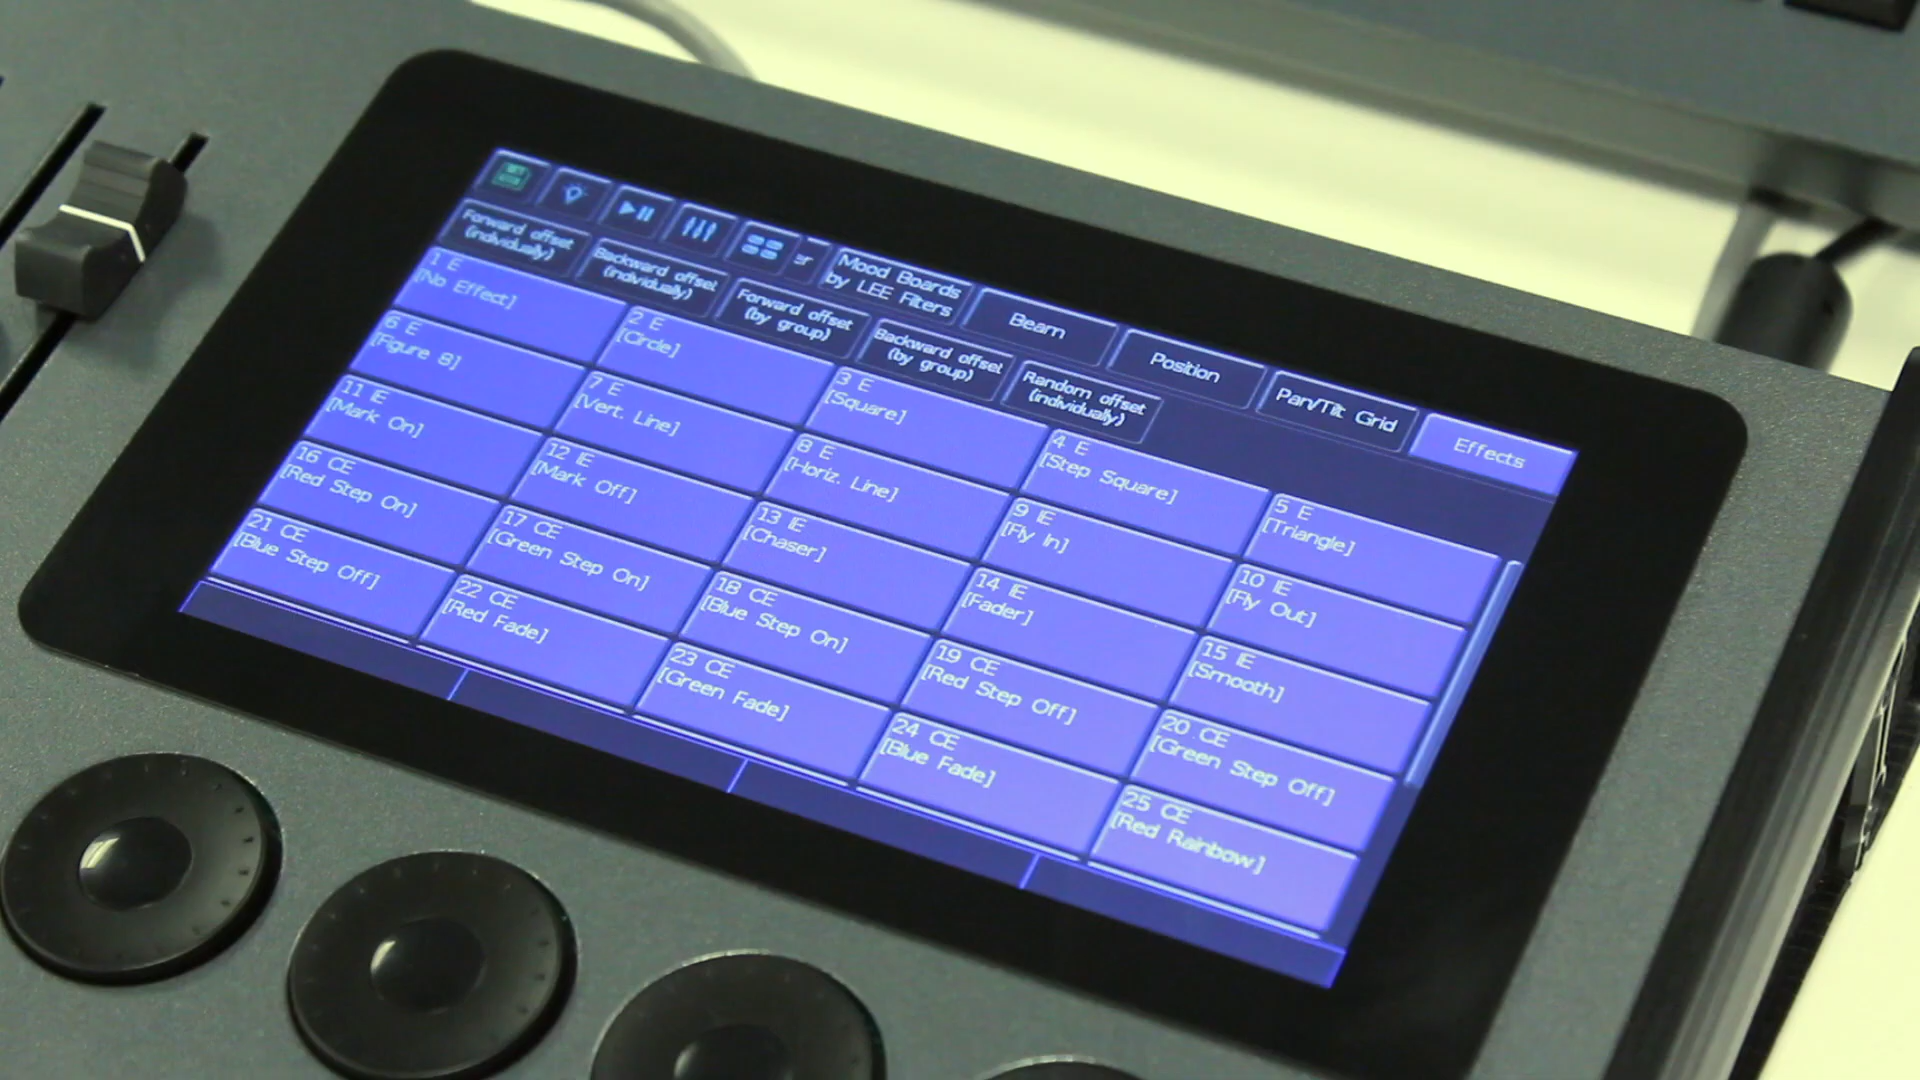 er
Mood Boards
by LEE Filters
Beam
Position
Pan/Tilt Grid
Effects
Forward offset
(individually)
Backward offset
(individually)
Forward offset
(by group)
Backward offset
(by group)
Random offset
(individually)
1 E
[No Effect]
2 E
[Circle]
3 E
[Square]
4 E
[Step Square]
5 E
[Triangle]
6 E
[Figure 8]
7 E
[Vert. Line]
8 E
[Horiz. Line]
9 IE
[Fly In]
10 IE
[Fly Out]
11 IE
[Mark On]
12 IE
[Mark Off]
13 IE
[Chaser]
14 IE
[Fader]
15 IE
[Smooth]
16 CE
[Red Step On]
17 CE
[Green Step On]
18 CE
[Blue Step On]
19 CE
[Red Step Off]
20 CE
[Green Step Off]
21 CE
[Blue Step Off]
22 CE
[Red Fade]
23 CE
[Green Fade]
24 CE
[Blue Fade]
25 CE
[Red Rainbow]